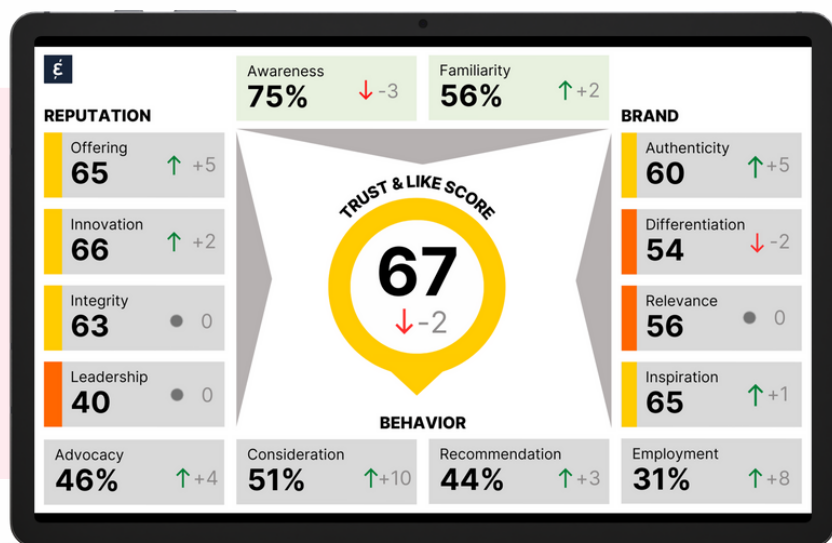 έ
Awareness
75% ↓ -3
Familiarity
56% ↑ +2
REPUTATION
BRAND
Offering
65 ↑ +5
Innovation
66 ↑ +2
Integrity
63 ● 0
Leadership
40 ● 0
TRUST & LIKE SCORE
67
↓ -2
Authenticity
60 ↑ +5
Differentiation
54 ↓ -2
Relevance
56 ● 0
Inspiration
65 ↑ +1
BEHAVIOR
Advocacy
46% ↑ +4
Consideration
51% ↑ +10
Recommendation
44% ↑ +3
Employment
31% ↑ +8